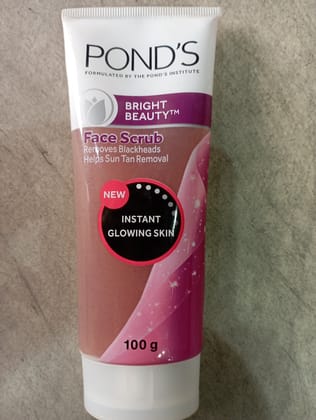 POND'S
FORMULATED BY THE POND'S INSTITUTE
BRIGHT
BEAUTY™
Face Scrub
Removes Blackheads
Helps Sun Tan Removal
NEW
INSTANT
GLOWING SKIN
100 g